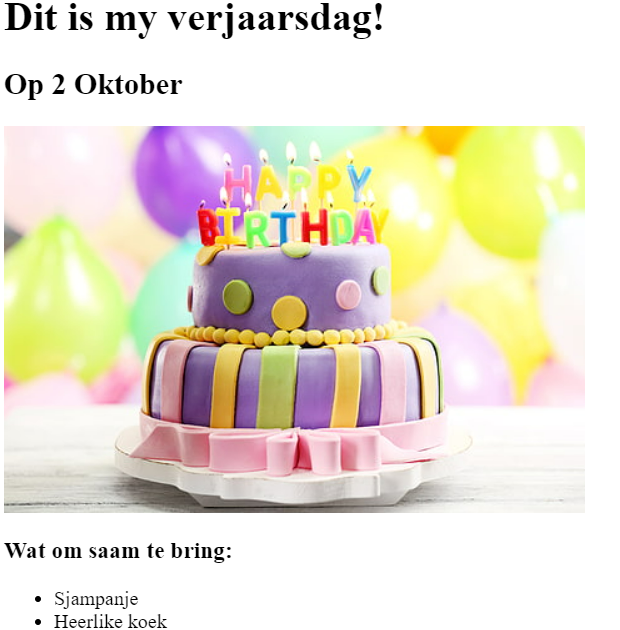 Dit is my verjaarsdag!
Op 2 Oktober
HAPPY
BIRTHDAY
Wat om saam te bring:
Sjampanje
Heerlike koek